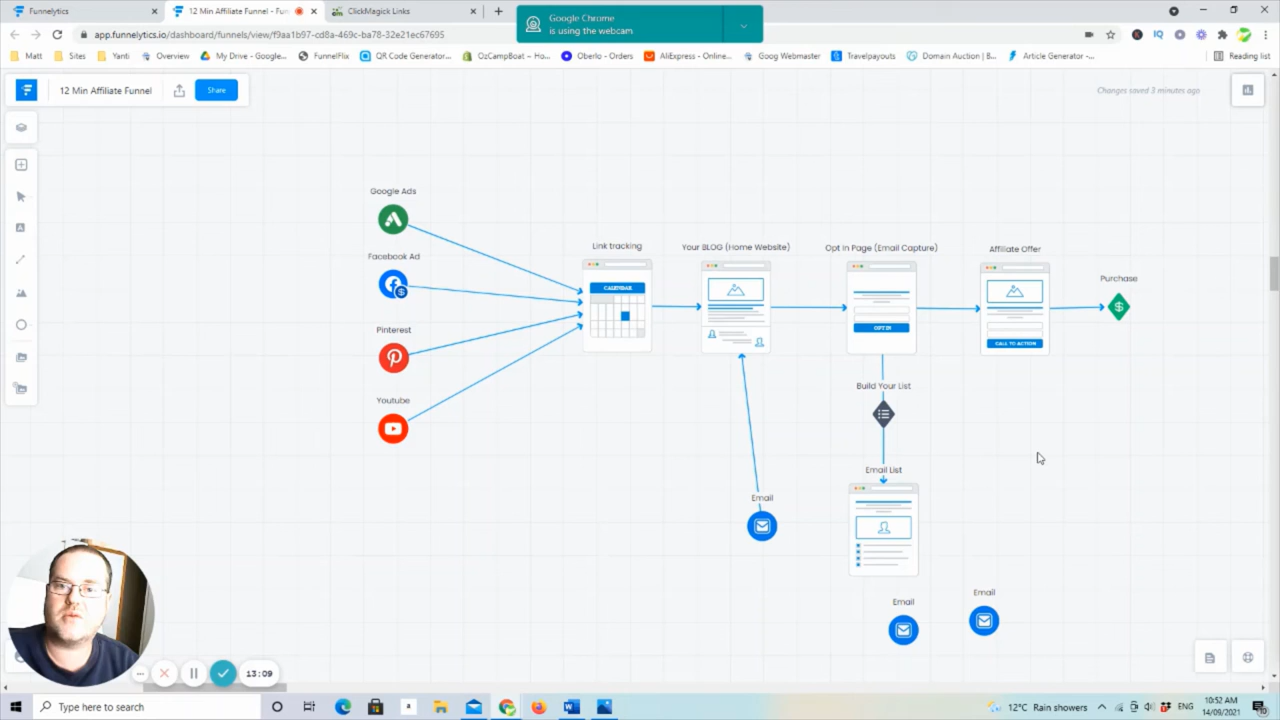 Funnelytics
12 Min Affiliate Funnel - Fun
ClickMagick Links
Google Chrome
is using the webcam
app.funnelytics.io/dashboard/funnels/view/f9aa1b97-cd8a-469c-ba78-32e21ec67695
Matt
Sites
Yanti
Overview
My Drive - Google...
FunnelFlix
QR Code Generator...
OzCampBoat – Ho...
Oberlo - Orders
AliExpress - Online...
Goog Webmaster
Travelpayouts
Domain Auction | B...
Article Generator -...
Reading list
12 Min Affiliate Funnel
Share
Changes saved 3 minutes ago
Google Ads
Facebook Ad
Pinterest
Youtube
Link tracking
CALENDAR
Your BLOG (Home Website)
Opt In Page (Email Capture)
OPT IN
Affiliate Offer
CALL TO ACTION
Purchase
Build Your List
Email List
Email
Email
Email
13:09
Type here to search
12°C Rain showers
ENG
10:52 AM
14/09/2021